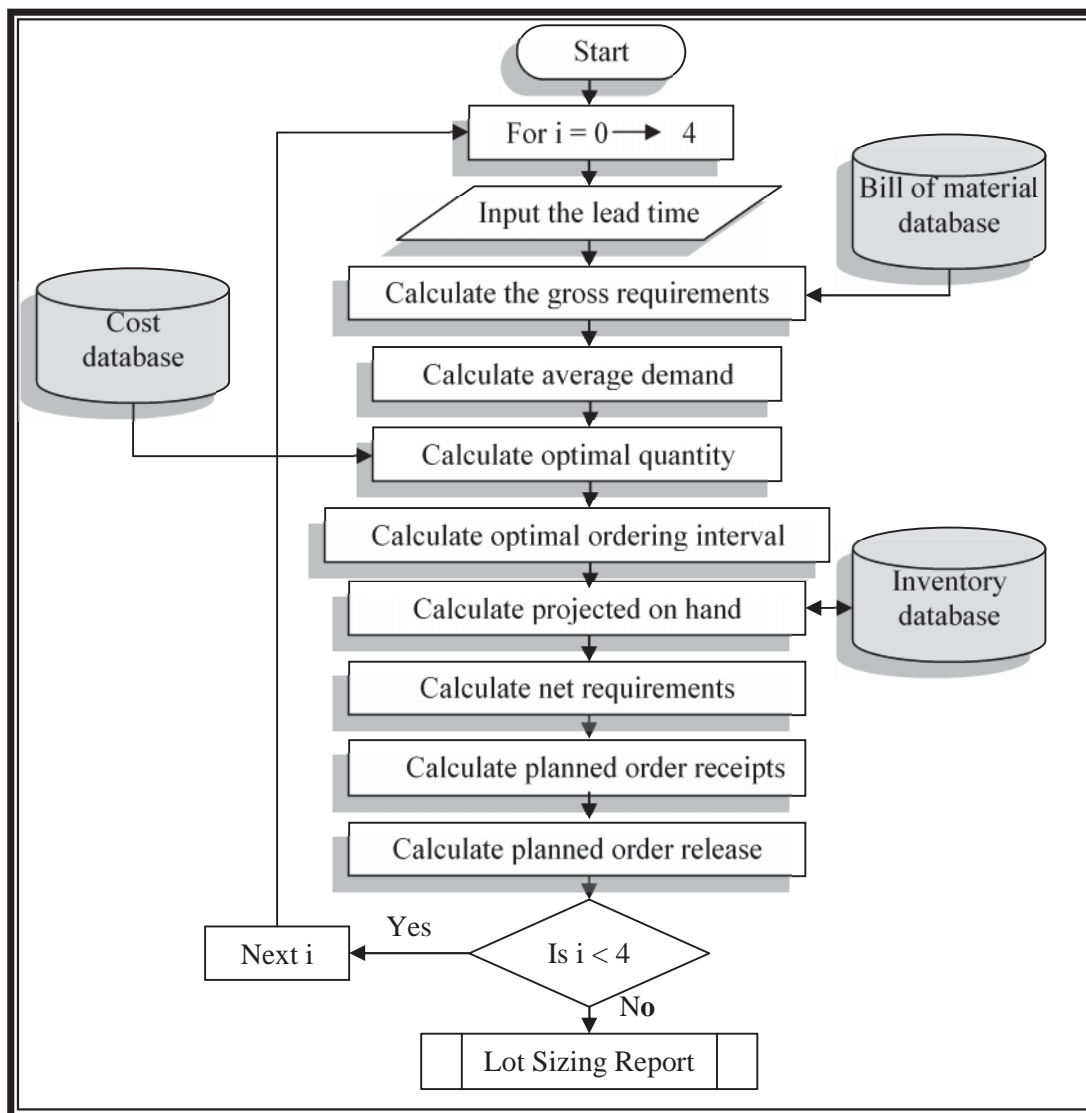 Start
For i = 0 → 4
Input the lead time
Bill of material
database
Calculate the gross requirements
Cost
database
Calculate average demand
Calculate optimal quantity
Calculate optimal ordering interval
Calculate projected on hand
Inventory
database
Calculate net requirements
Calculate planned order receipts
Calculate planned order release
Yes
Next i
Is i < 4
No
Lot Sizing Report